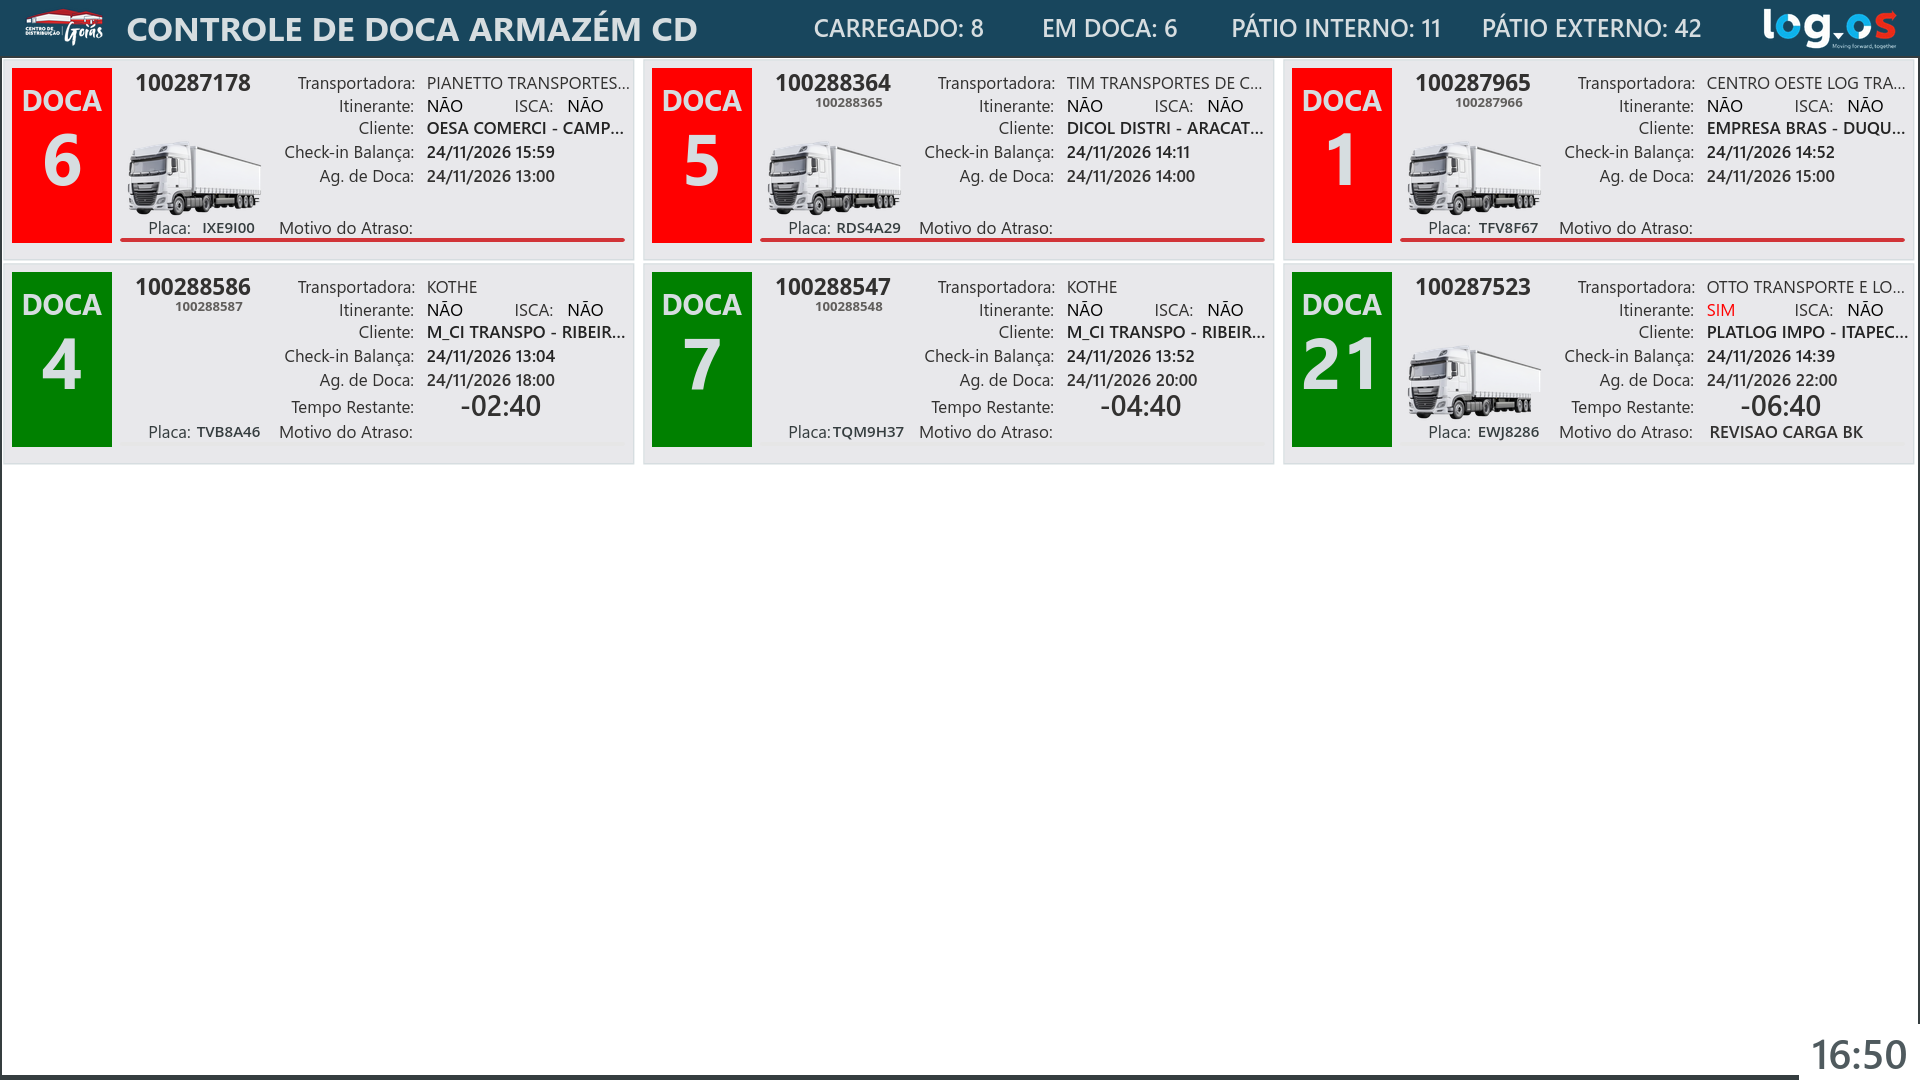 CENTRO DE DISTRIBUIÇÃO Goiás
CONTROLE DE DOCA ARMAZÉM CD
CARREGADO: 8
EM DOCA: 6
PÁTIO INTERNO: 11
PÁTIO EXTERNO: 42
log.os
Moving forward, together
DOCA
6
100287178
Transportadora: PIANETTO TRANSPORTES...
Itinerante: NÃO ISCA: NÃO
Cliente: OESA COMERCI - CAMP...
Check-in Balança: 24/11/2026 15:59
Ag. de Doca: 24/11/2026 13:00
Placa: IXE9I00 Motivo do Atraso:
DOCA
5
100288364
100288365
Transportadora: TIM TRANSPORTES DE C...
Itinerante: NÃO ISCA: NÃO
Cliente: DICOL DISTRI - ARACAT...
Check-in Balança: 24/11/2026 14:11
Ag. de Doca: 24/11/2026 14:00
Placa: RDS4A29 Motivo do Atraso:
DOCA
1
100287965
100287966
Transportadora: CENTRO OESTE LOG TRA...
Itinerante: NÃO ISCA: NÃO
Cliente: EMPRESA BRAS - DUQU...
Check-in Balança: 24/11/2026 14:52
Ag. de Doca: 24/11/2026 15:00
Placa: TFV8F67 Motivo do Atraso:
DOCA
4
100288586
100288587
Transportadora: KOTHE
Itinerante: NÃO ISCA: NÃO
Cliente: M_CI TRANSPO - RIBEIR...
Check-in Balança: 24/11/2026 13:04
Ag. de Doca: 24/11/2026 18:00
Tempo Restante: -02:40
Placa: TVB8A46 Motivo do Atraso:
DOCA
7
100288547
100288548
Transportadora: KOTHE
Itinerante: NÃO ISCA: NÃO
Cliente: M_CI TRANSPO - RIBEIR...
Check-in Balança: 24/11/2026 13:52
Ag. de Doca: 24/11/2026 20:00
Tempo Restante: -04:40
Placa: TQM9H37 Motivo do Atraso:
DOCA
21
100287523
Transportadora: OTTO TRANSPORTE E LO...
Itinerante: SIM ISCA: NÃO
Cliente: PLATLOG IMPO - ITAPEC...
Check-in Balança: 24/11/2026 14:39
Ag. de Doca: 24/11/2026 22:00
Tempo Restante: -06:40
Placa: EWJ8286 Motivo do Atraso: REVISAO CARGA BK
16:50